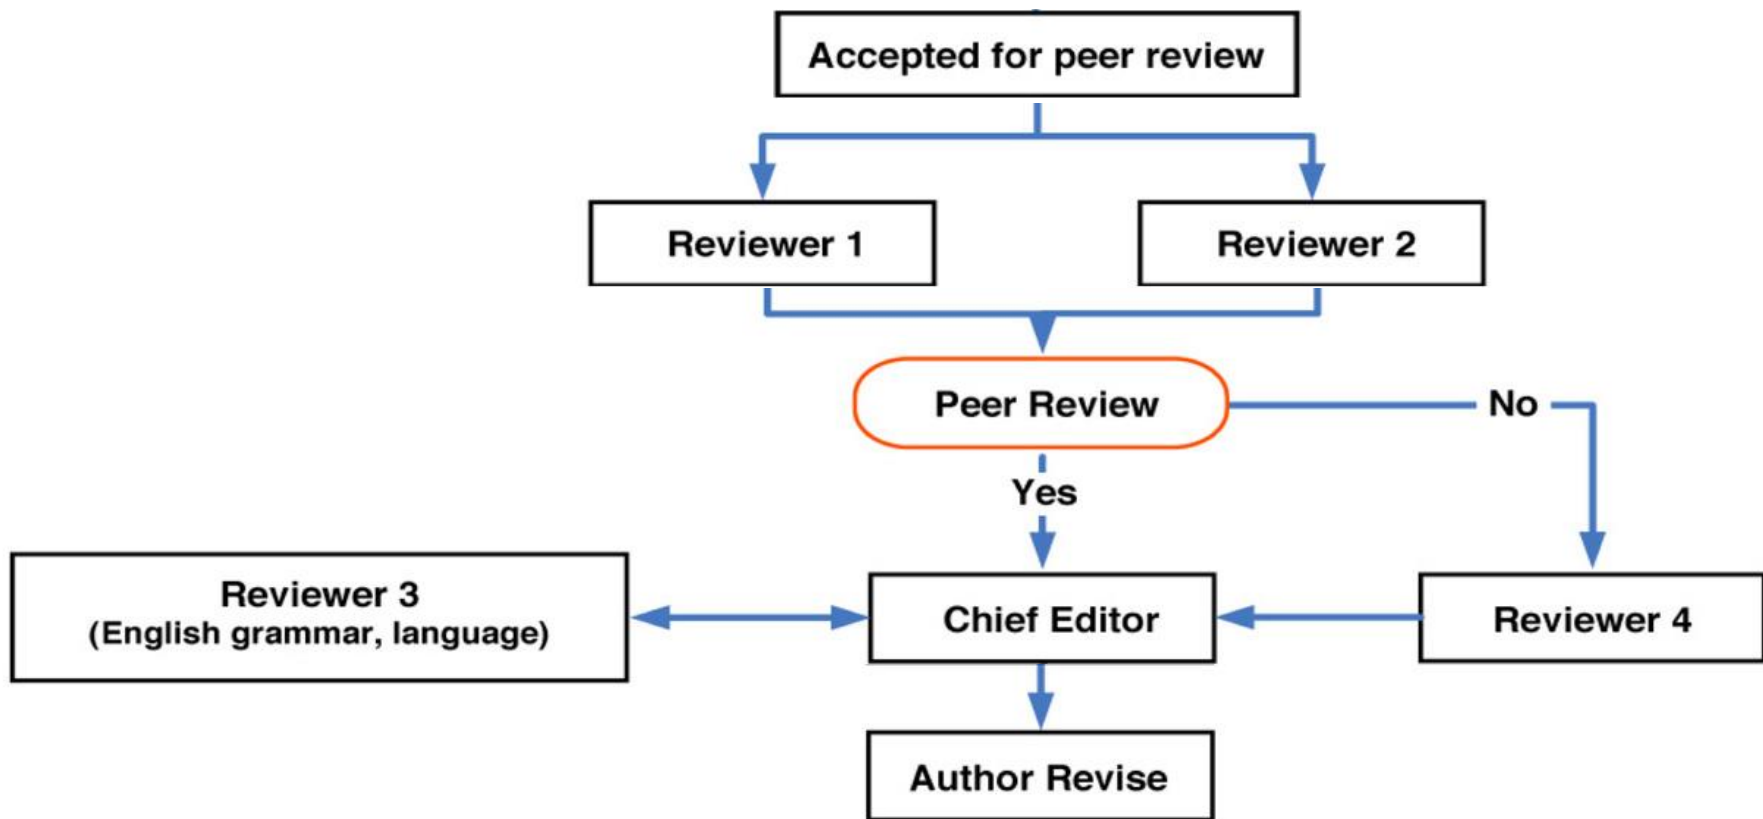 Accepted for peer review
Reviewer 1
Reviewer 2
Peer Review
No
Yes
Reviewer 3
(English grammar, language)
Chief Editor
Reviewer 4
Author Revise